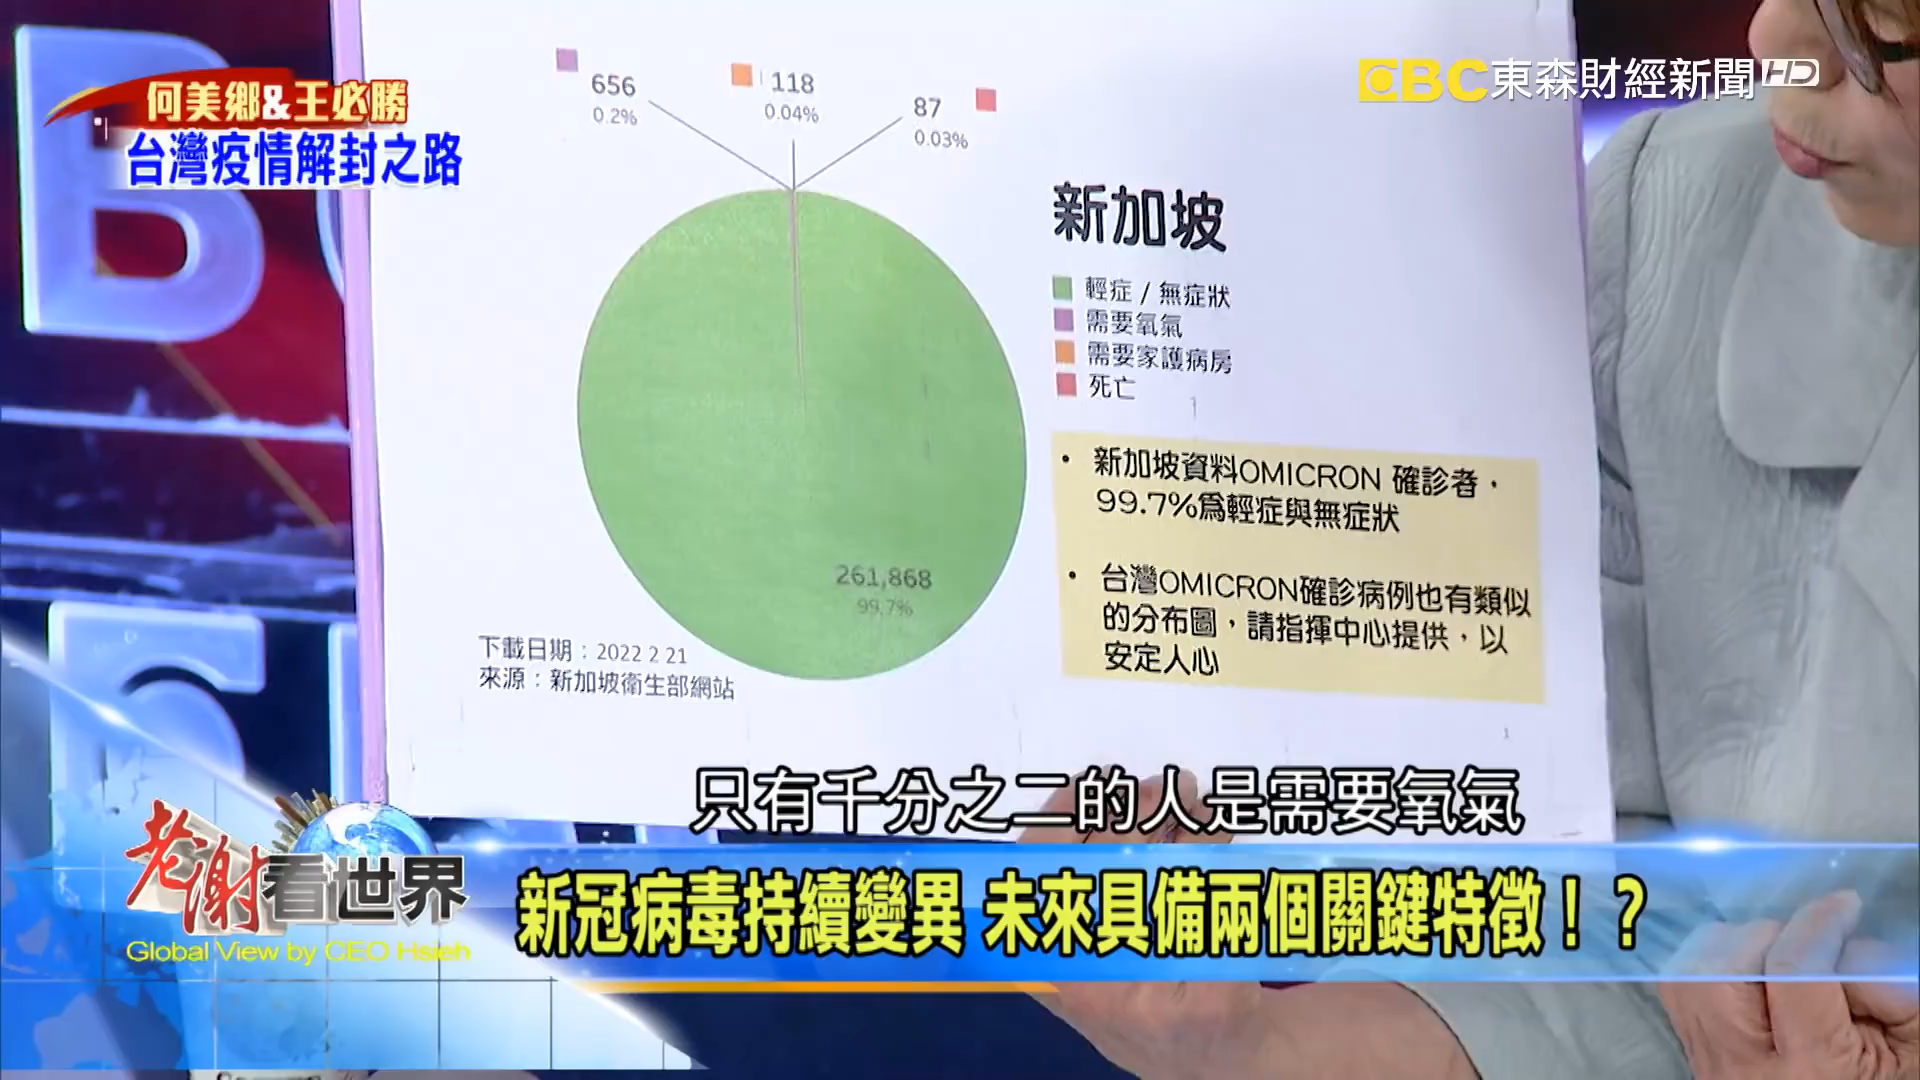 何美鄉&王必勝
台灣疫情解封之路
EBC東森財經新聞HD
656
0.2%
118
0.04%
87
0.03%
新加坡
輕症 / 無症狀
需要氧氣
需要家護病房
死亡
261,868
99.7%
• 新加坡資料OMICRON 確診者，
99.7%爲輕症與無症狀
• 台灣OMICRON確診病例也有類似
的分布圖，請指揮中心提供，以
安定人心
下載日期：2022 2 21
來源：新加坡衛生部網站
1
只有千分之二的人是需要氧氣
老謝看世界
Global View by CEO Hsieh
新冠病毒持續變異 未來具備兩個關鍵特徵！？